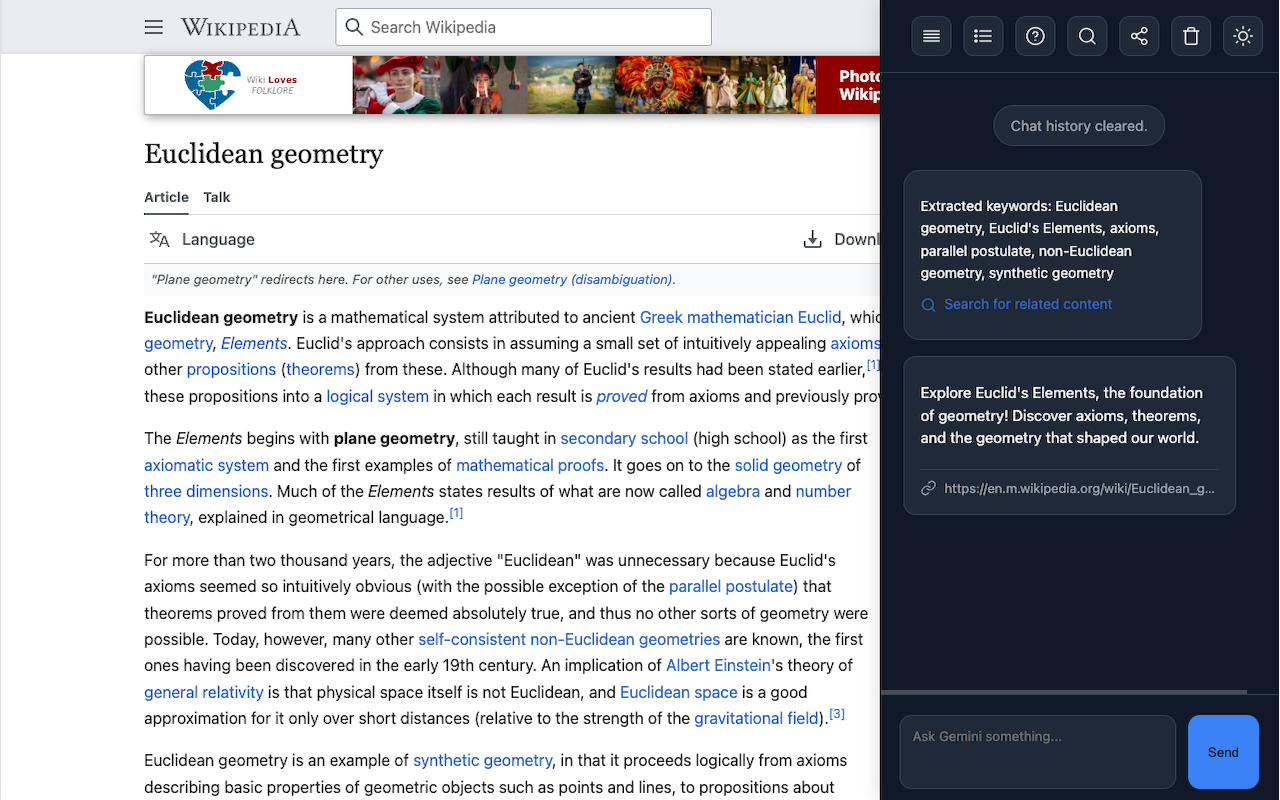 WIKIPEDIA
Search Wikipedia
Wiki Loves
FOLKLORE
Photo
Wikip
Euclidean geometry
Article Talk
Language
Downl
"Plane geometry" redirects here. For other uses, see Plane geometry (disambiguation).
Euclidean geometry is a mathematical system attributed to ancient Greek mathematician Euclid, whic
geometry, Elements. Euclid's approach consists in assuming a small set of intuitively appealing axioms
other propositions (theorems) from these. Although many of Euclid's results had been stated earlier,[1]
these propositions into a logical system in which each result is proved from axioms and previously prov
The Elements begins with plane geometry, still taught in secondary school (high school) as the first
axiomatic system and the first examples of mathematical proofs. It goes on to the solid geometry of
three dimensions. Much of the Elements states results of what are now called algebra and number
theory, explained in geometrical language.[1]
For more than two thousand years, the adjective "Euclidean" was unnecessary because Euclid's
axioms seemed so intuitively obvious (with the possible exception of the parallel postulate) that
theorems proved from them were deemed absolutely true, and thus no other sorts of geometry were
possible. Today, however, many other self-consistent non-Euclidean geometries are known, the first
ones having been discovered in the early 19th century. An implication of Albert Einstein's theory of
general relativity is that physical space itself is not Euclidean, and Euclidean space is a good
approximation for it only over short distances (relative to the strength of the gravitational field).[3]
Euclidean geometry is an example of synthetic geometry, in that it proceeds logically from axioms
describing basic properties of geometric objects such as points and lines, to propositions about
Chat history cleared.
Extracted keywords: Euclidean
geometry, Euclid's Elements, axioms,
parallel postulate, non-Euclidean
geometry, synthetic geometry
Search for related content
Explore Euclid's Elements, the foundation
of geometry! Discover axioms, theorems,
and the geometry that shaped our world.
https://en.m.wikipedia.org/wiki/Euclidean_g...
Ask Gemini something...
Send